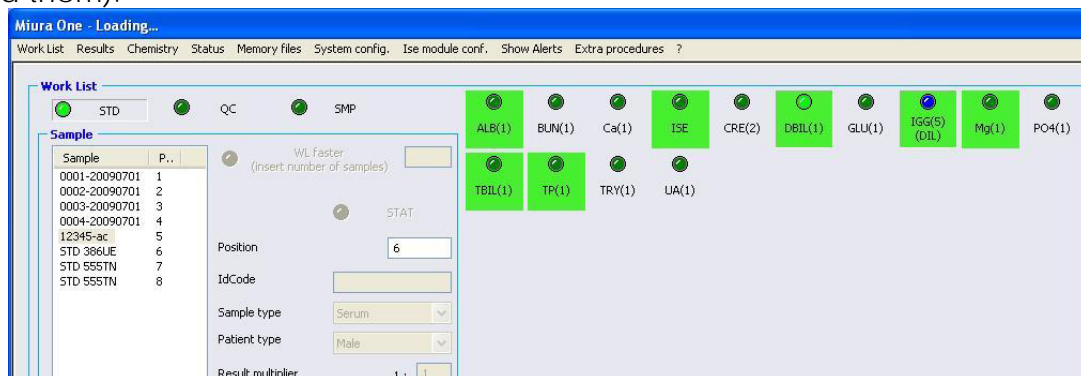 a them).
Miura One - Loading...
Work List Results Chemistry Status Memory files System config. Ise module conf. Show Alerts Extra procedures ?
Work List
STD QC SMP
ALB(1) BUN(1) Ca(1) ISE CRE(2) DBIL(1) GLU(1) IGG(5) (DIL) Mg(1) PO4(1)
TBIL(1) TP(1) TRY(1) UA(1)
Sample
Sample P..
0001-20090701 1
0002-20090701 2
0003-20090701 3
0004-20090701 4
12345-ac 5
STD 386UE 6
STD 555TN 7
STD 555TN 8
WL faster
(insert number of samples)
STAT
Position 6
IdCode
Sample type Serum
Patient type Male
Result multiplier 1 : 1